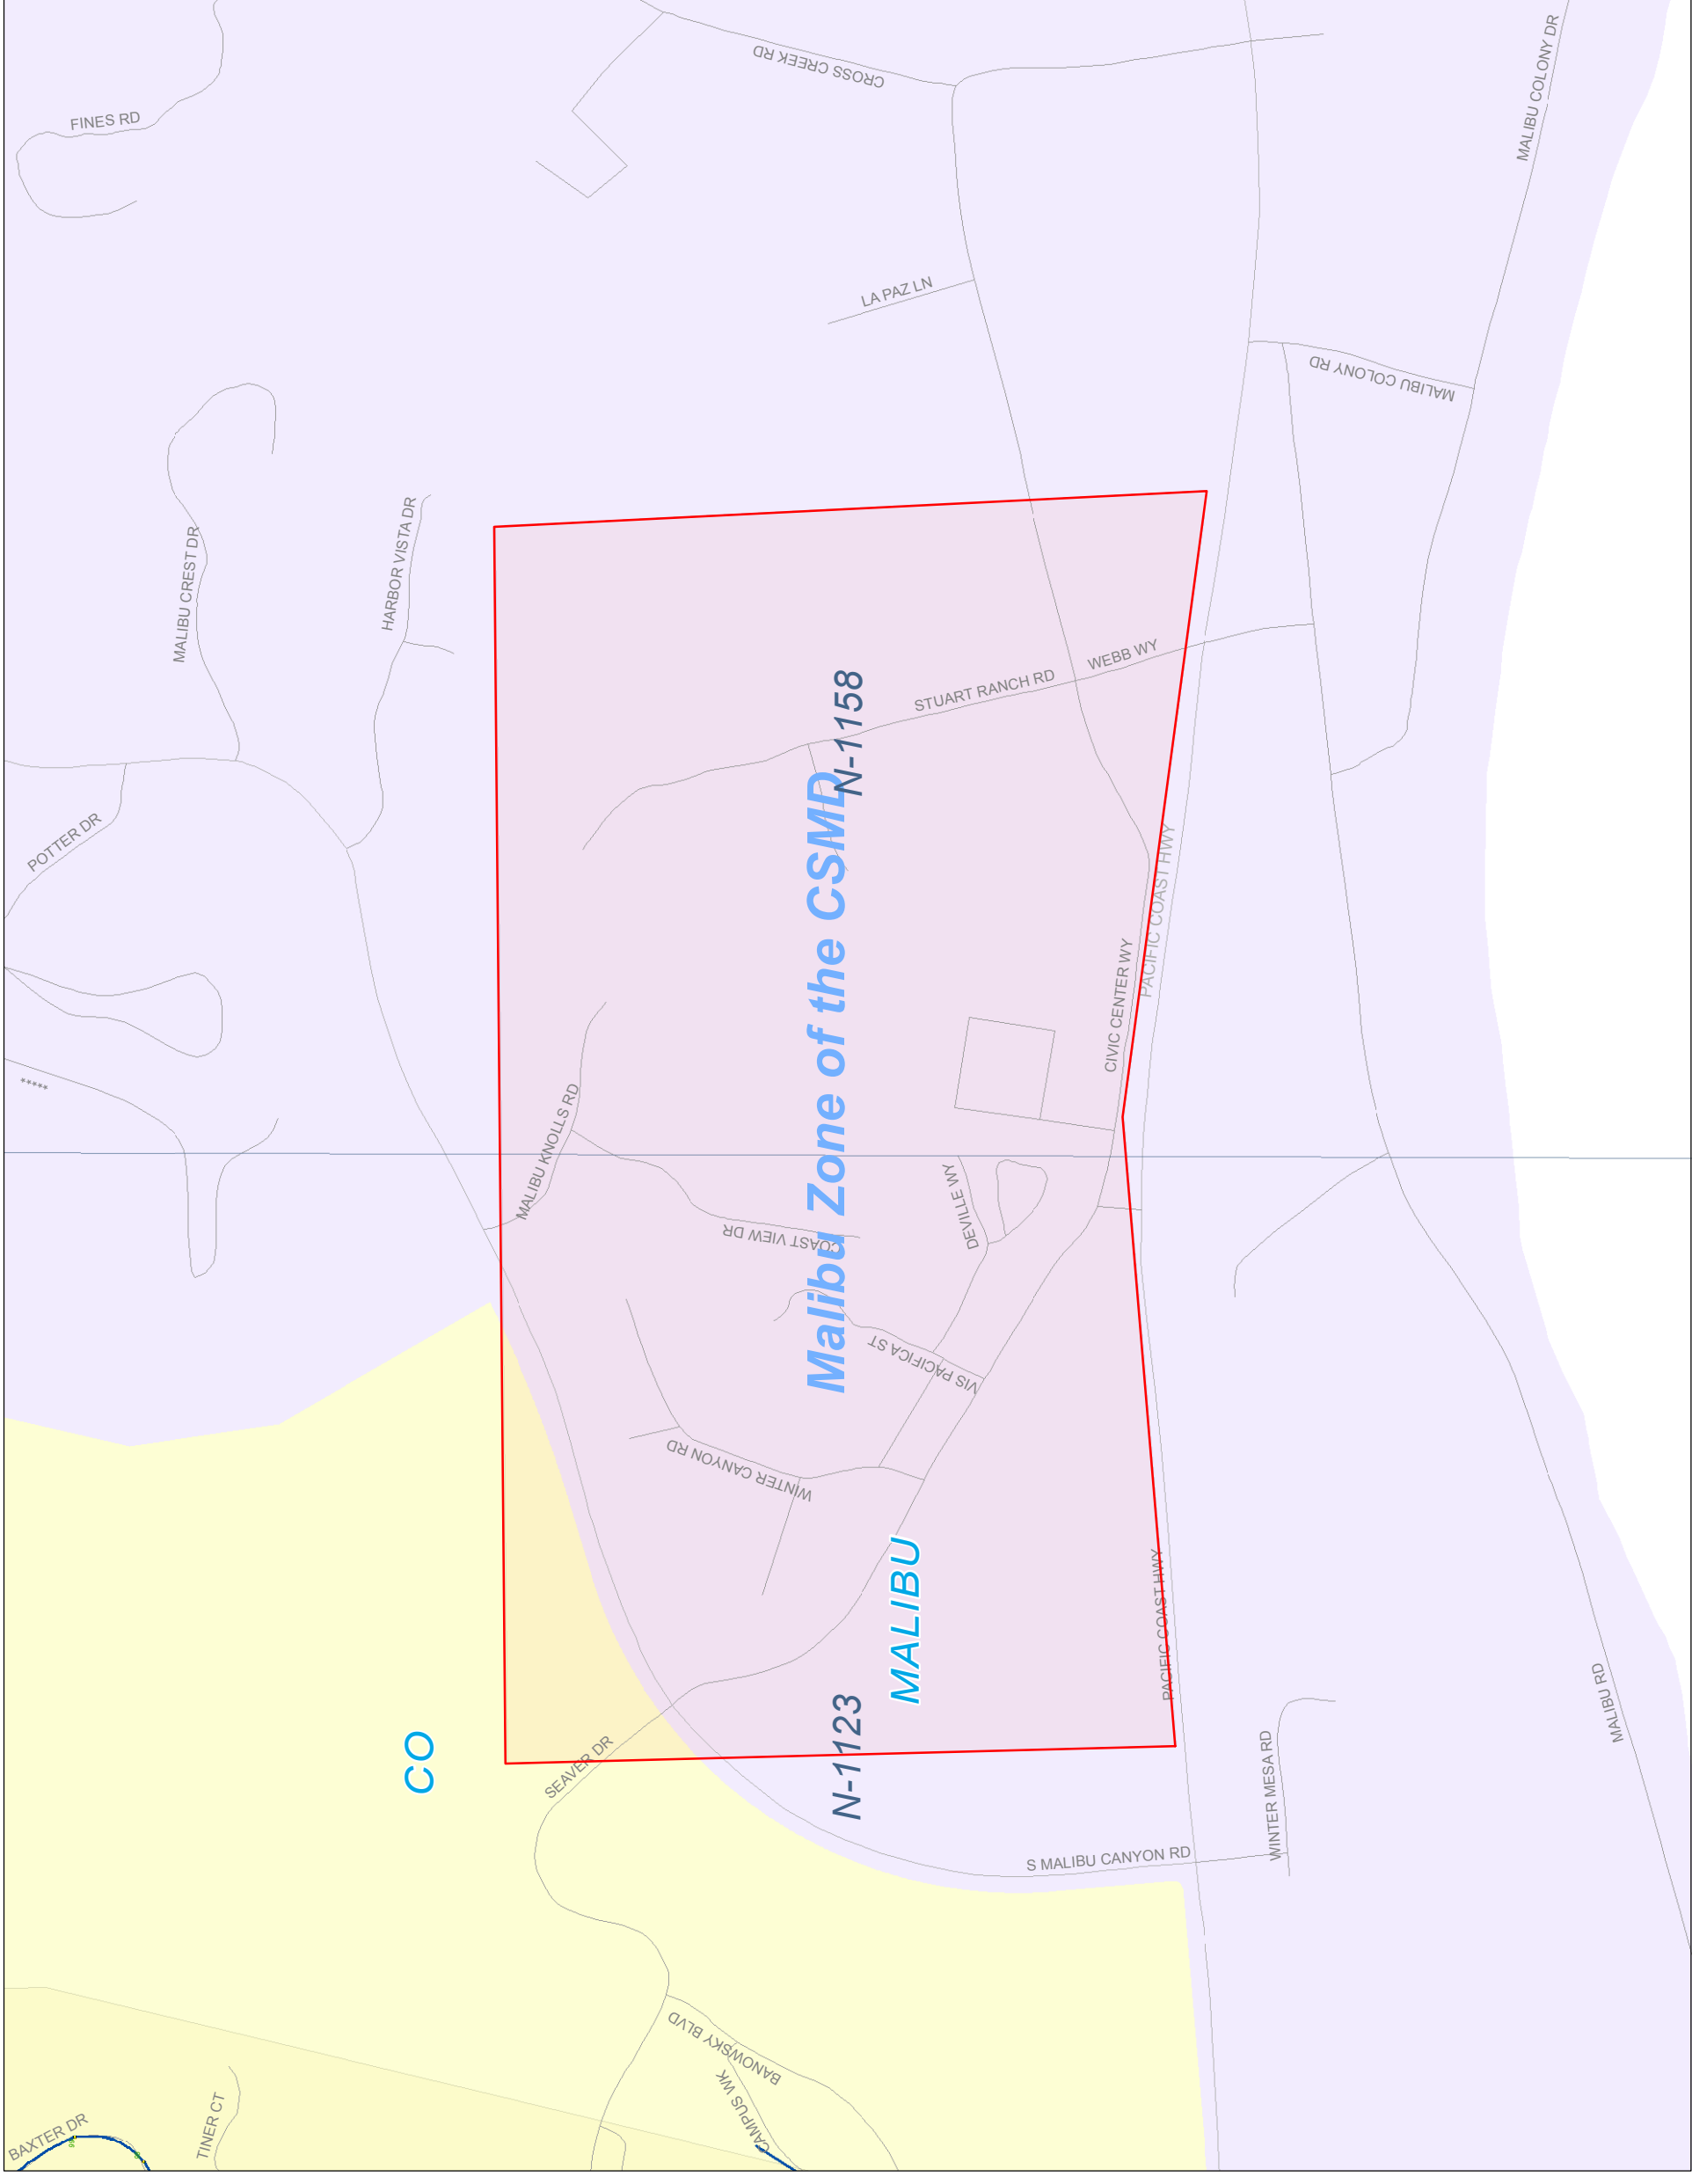 CROSS CREEK RD
MALIBU COLONY DR
FINES RD
LA PAZ LN
MALIBU COLONY RD
MALIBU CREST DR
HARBOR VISTA DR
WEBB WY
STUART RANCH RD
N-1158
POTTER DR
PACIFIC COAST HWY
Malibu Zone of the CSMD
CIVIC CENTER WY
*****
MALIBU KNOLLS RD
DEVILLE WY
COAST VIEW DR
VIS PACIFICA ST
WINTER CANYON RD
MALIBU
PACIFIC COAST HWY
MALIBU RD
N-1123
CO
SEAVER DR
WINTER MESA RD
S MALIBU CANYON RD
BANOWSKY BLVD
CAMPUS WK
TINER CT
BAXTER DR